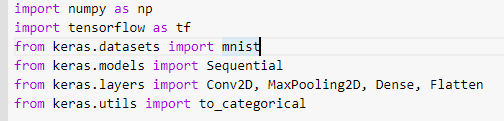 import numpy as np
import tensorflow as tf
from keras.datasets import mnist
from keras.models import Sequential
from keras.layers import Conv2D, MaxPooling2D, Dense, Flatten
from keras.utils import to_categorical